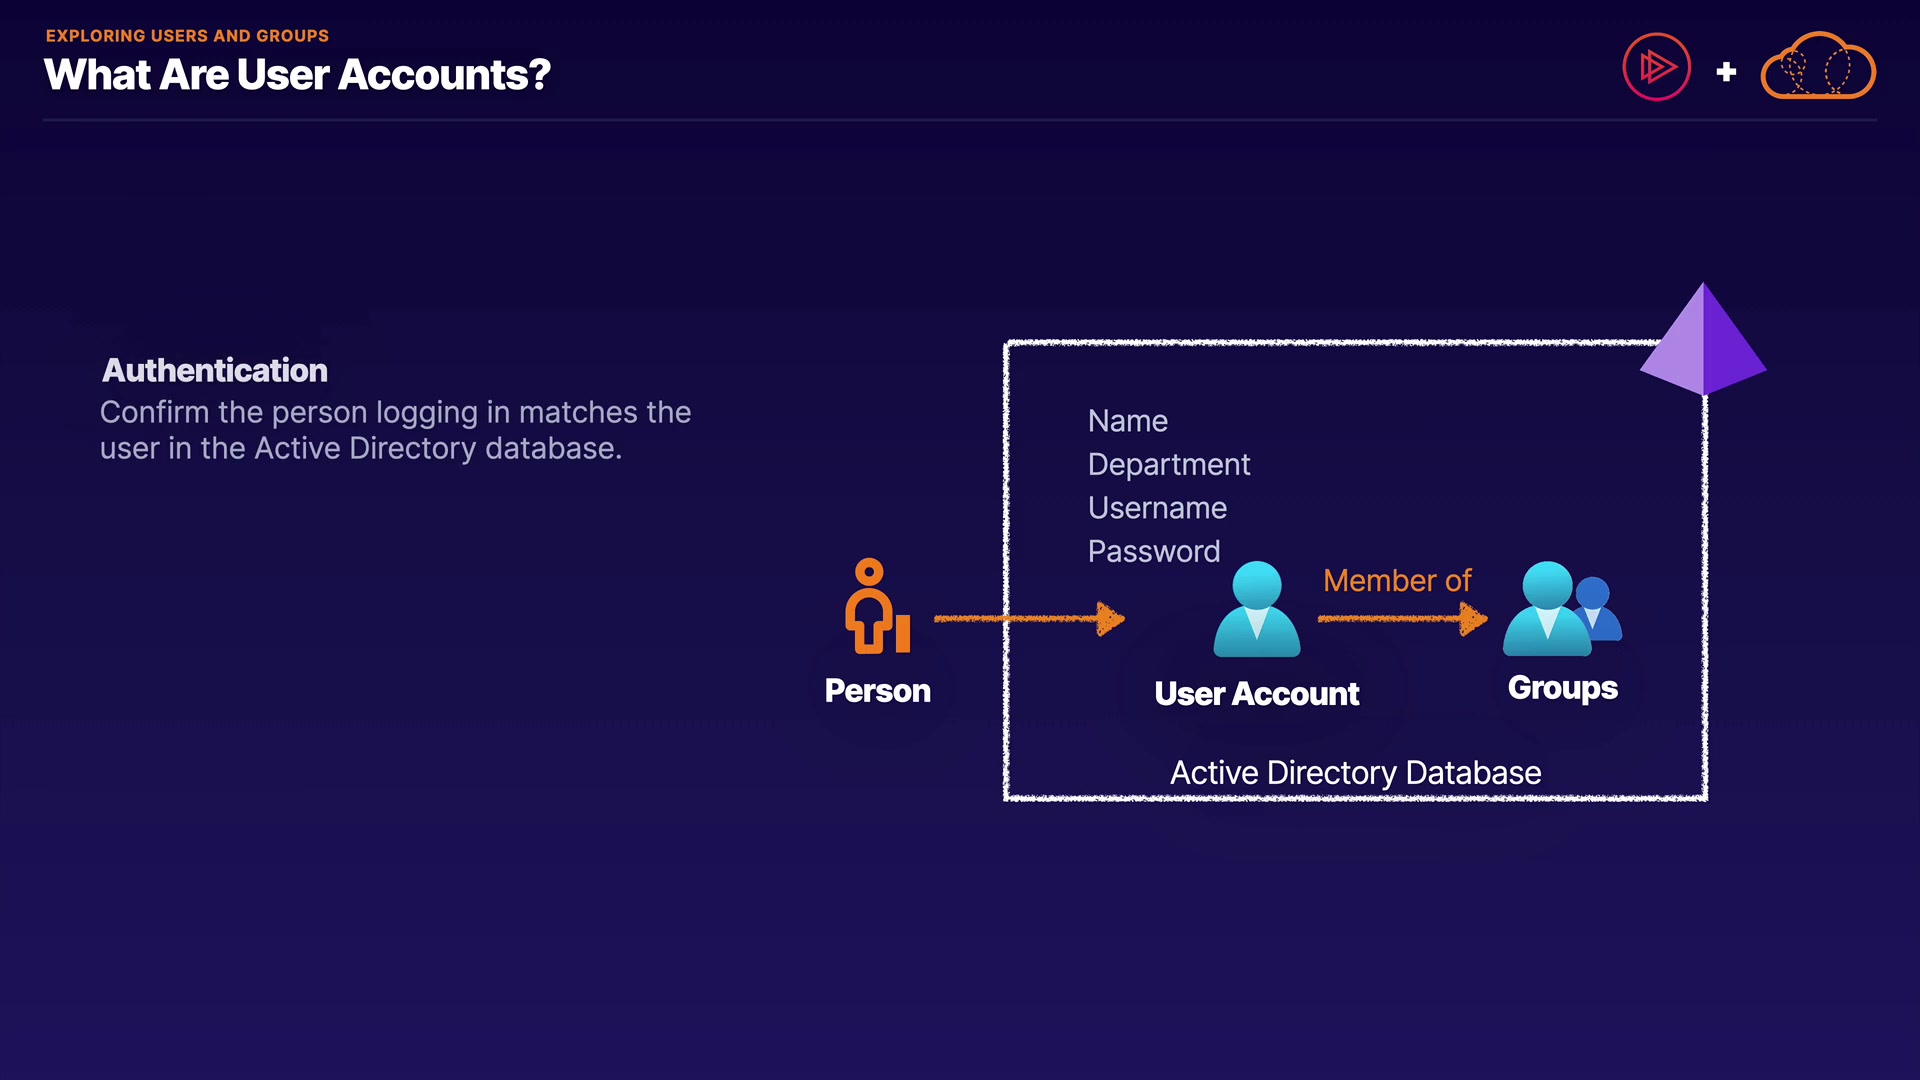 EXPLORING USERS AND GROUPS
What Are User Accounts?
Authentication
Confirm the person logging in matches the
user in the Active Directory database.
Name
Department
Username
Password
Member of
Person
User Account
Groups
Active Directory Database